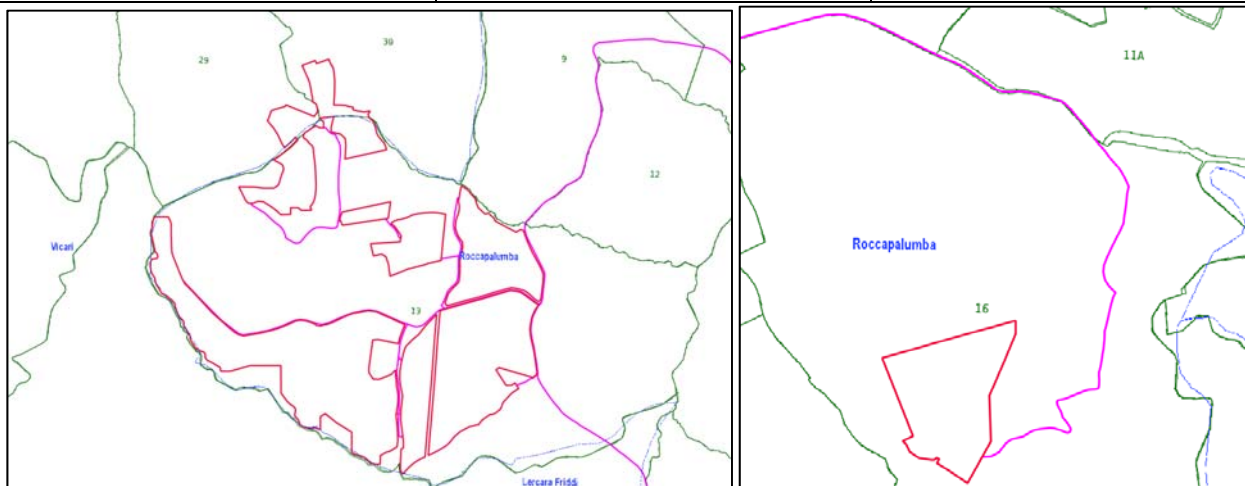 29
30
9
12
Vicari
Roccapalumba
13
Lercara Friddi
11A
Roccapalumba
16